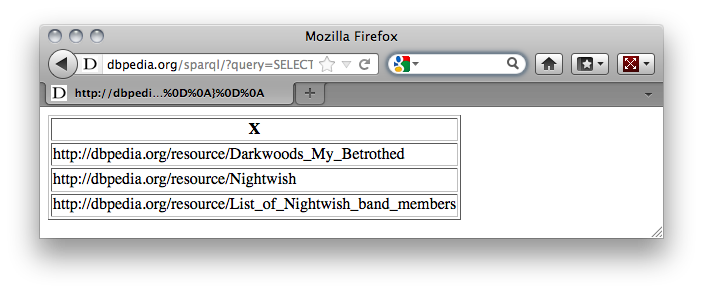 Mozilla Firefox
D dbpedia.org/sparql/?query=SELECT
D http://dbpedi...%0D%0A}%0D%0A
X
http://dbpedia.org/resource/Darkwoods_My_Betrothed
http://dbpedia.org/resource/Nightwish
http://dbpedia.org/resource/List_of_Nightwish_band_members